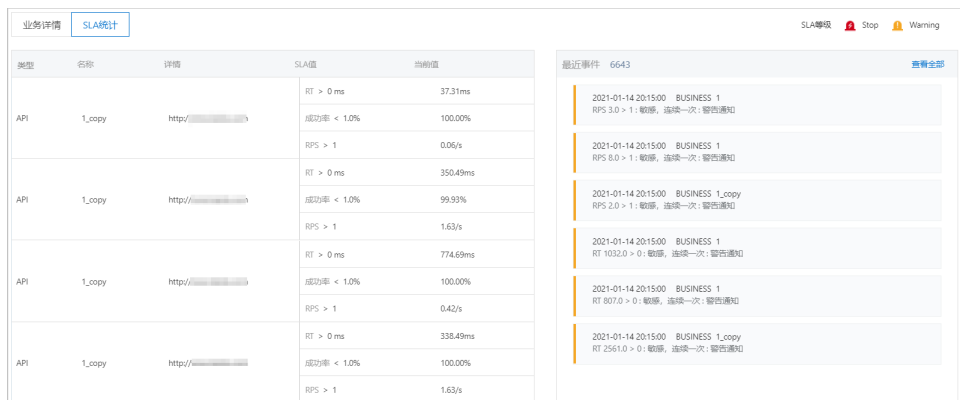 业务详情 SLA统计 SLA等级 Stop Warning
类型 名称 详情 SLA值 当前值
最近事件 6643 查看全部
RT > 0 ms 37.31ms
API 1_copy http:/ 成功率 < 1.0% 100.00%
RPS > 1 0.06/s
RT > 0 ms 350.49ms
API 1_copy http:// 成功率 < 1.0% 99.93%
RPS > 1 1.63/s
RT > 0 ms 774.69ms
API 1_copy http:// 成功率 < 1.0% 100.00%
RPS > 1 0.42/s
RT > 0 ms 338.49ms
API 1_copy http:// 成功率 < 1.0% 100.00%
RPS > 1 1.63/s
2021-01-14 20:15:00 BUSINESS 1
RPS 3.0 > 1 : 敏感，连续一次 : 警告通知
2021-01-14 20:15:00 BUSINESS 1
RPS 8.0 > 1 : 敏感，连续一次 : 警告通知
2021-01-14 20:15:00 BUSINESS 1_copy
RPS 2.0 > 1 : 敏感，连续一次 : 警告通知
2021-01-14 20:15:00 BUSINESS 1
RT 1032.0 > 0 : 敏感，连续一次 : 警告通知
2021-01-14 20:15:00 BUSINESS 1
RT 807.0 > 0 : 敏感，连续一次 : 警告通知
2021-01-14 20:15:00 BUSINESS 1_copy
RT 2561.0 > 0 : 敏感，连续一次 : 警告通知